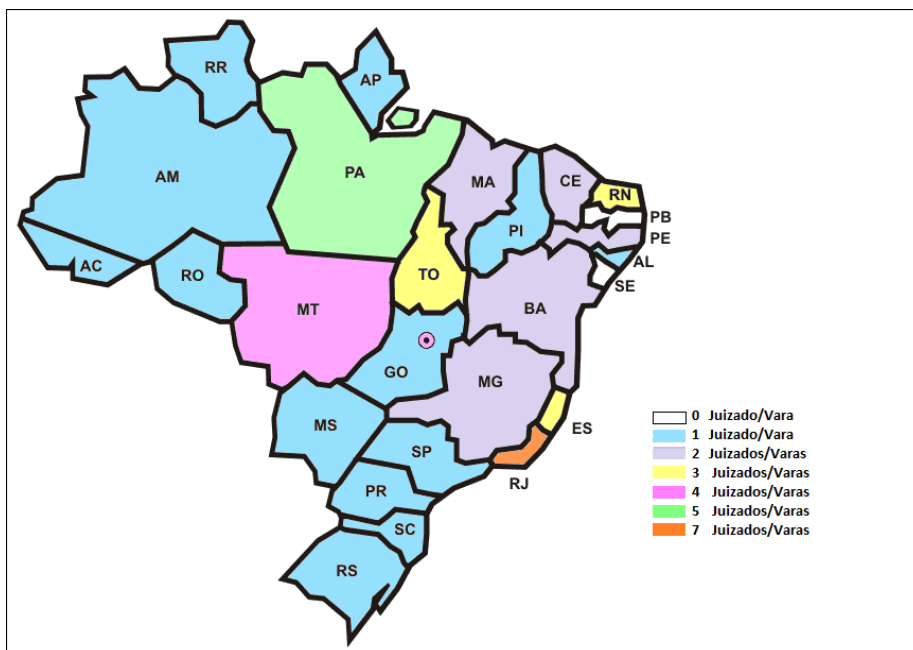 RR
AP
AM
PA
MA
CE
RN
PB
PI
PE
AC
RO
TO
AL
SE
MT
BA
GO
MG
MS
SP
ES
RJ
PR
SC
RS
0 Juizado/Vara
1 Juizado/Vara
2 Juizados/Varas
3 Juizados/Varas
4 Juizados/Varas
5 Juizados/Varas
7 Juizados/Varas